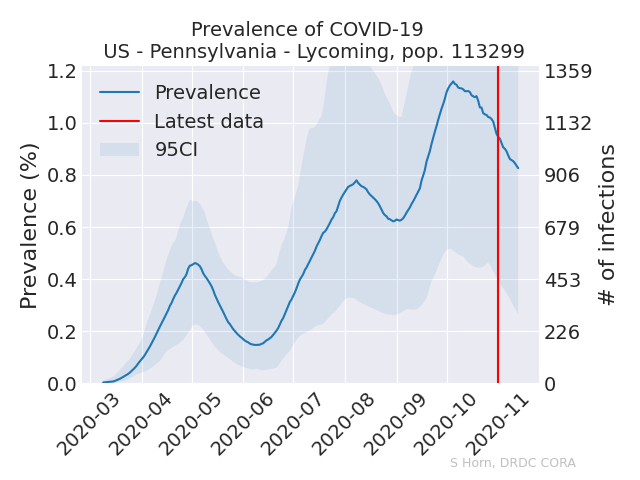 Prevalence of COVID-19
US - Pennsylvania - Lycoming, pop. 113299
Prevalence
Latest data
95CI
Prevalence (%)
1.2
1.0
0.8
0.6
0.4
0.2
0.0
1359
1132
906
679
453
226
0
# of infections
2020-03
2020-04
2020-05
2020-06
2020-07
2020-08
2020-09
2020-10
2020-11
S Horn, DRDC CORA